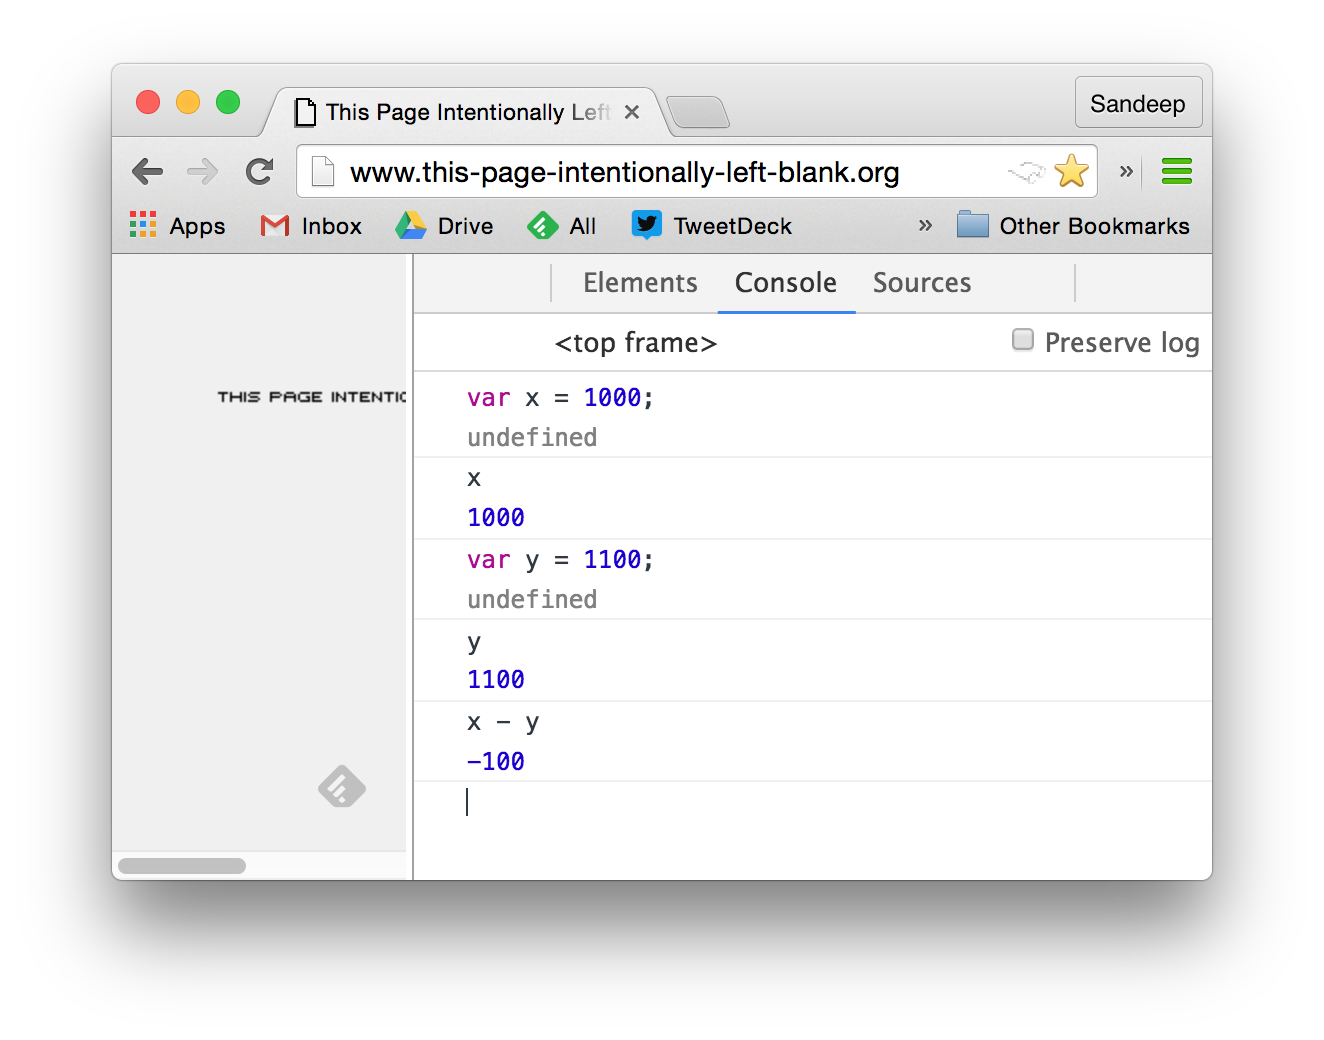 This Page Intentionally Left
Sandeep
www.this-page-intentionally-left-blank.org
Apps Inbox Drive All TweetDeck » Other Bookmarks
Elements Console Sources
<top frame> Preserve log
THIS PAGE INTENTIO
var x = 1000;
undefined
x
1000
var y = 1100;
undefined
y
1100
x - y
-100